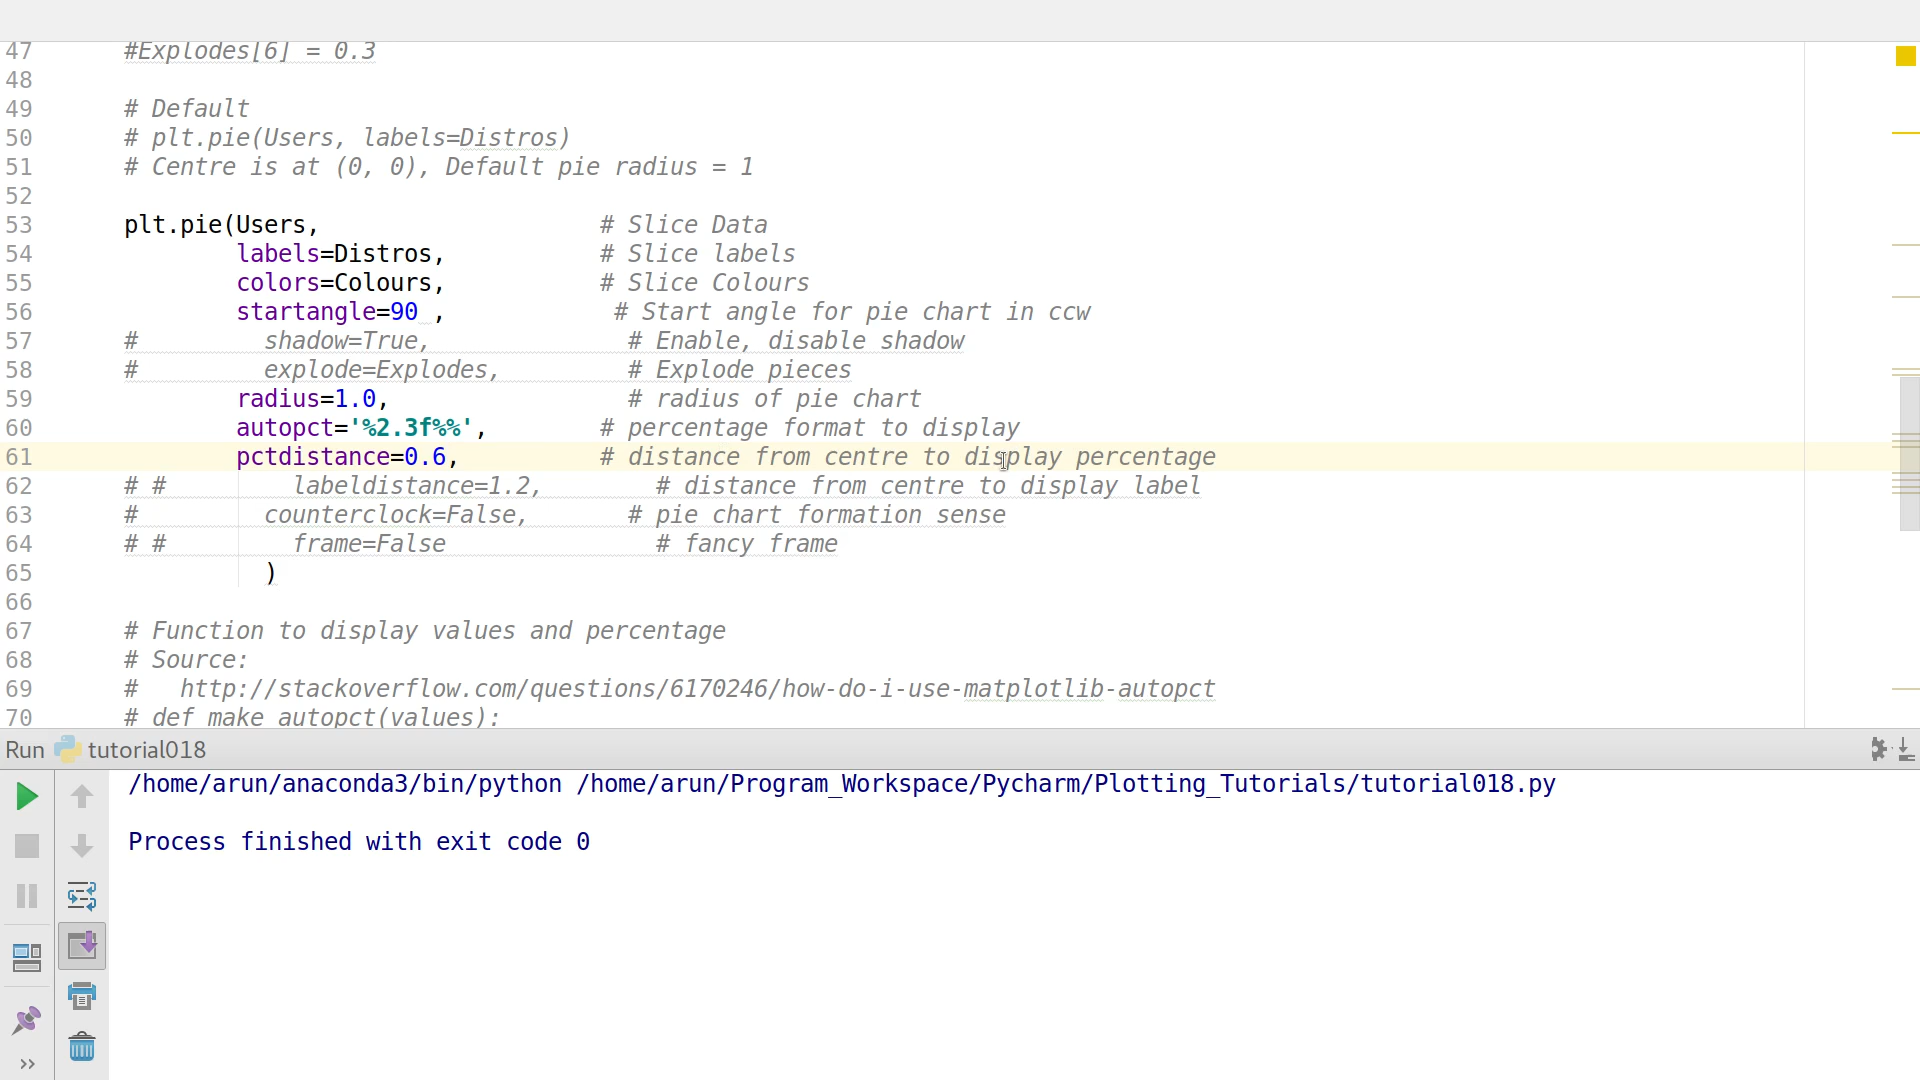 47 #Explodes[6] = 0.3
48
49 # Default
50 # plt.pie(Users, labels=Distros)
51 # Centre is at (0, 0), Default pie radius = 1
52
53 plt.pie(Users, # Slice Data
54 labels=Distros, # Slice labels
55 colors=Colours, # Slice Colours
56 startangle=90 , # Start angle for pie chart in ccw
57 # shadow=True, # Enable, disable shadow
58 # explode=Explodes, # Explode pieces
59 radius=1.0, # radius of pie chart
60 autopct='%2.3f%%', # percentage format to display
61 pctdistance=0.6, # distance from centre to display percentage
62 # # labeldistance=1.2, # distance from centre to display label
63 # counterclock=False, # pie chart formation sense
64 # # frame=False # fancy frame
65 )
66
67 # Function to display values and percentage
68 # Source:
69 # http://stackoverflow.com/questions/6170246/how-do-i-use-matplotlib-autopct
70 # def make_autopct(values):
Run tutorial018
/home/arun/anaconda3/bin/python /home/arun/Program_Workspace/Pycharm/Plotting_Tutorials/tutorial018.py
Process finished with exit code 0